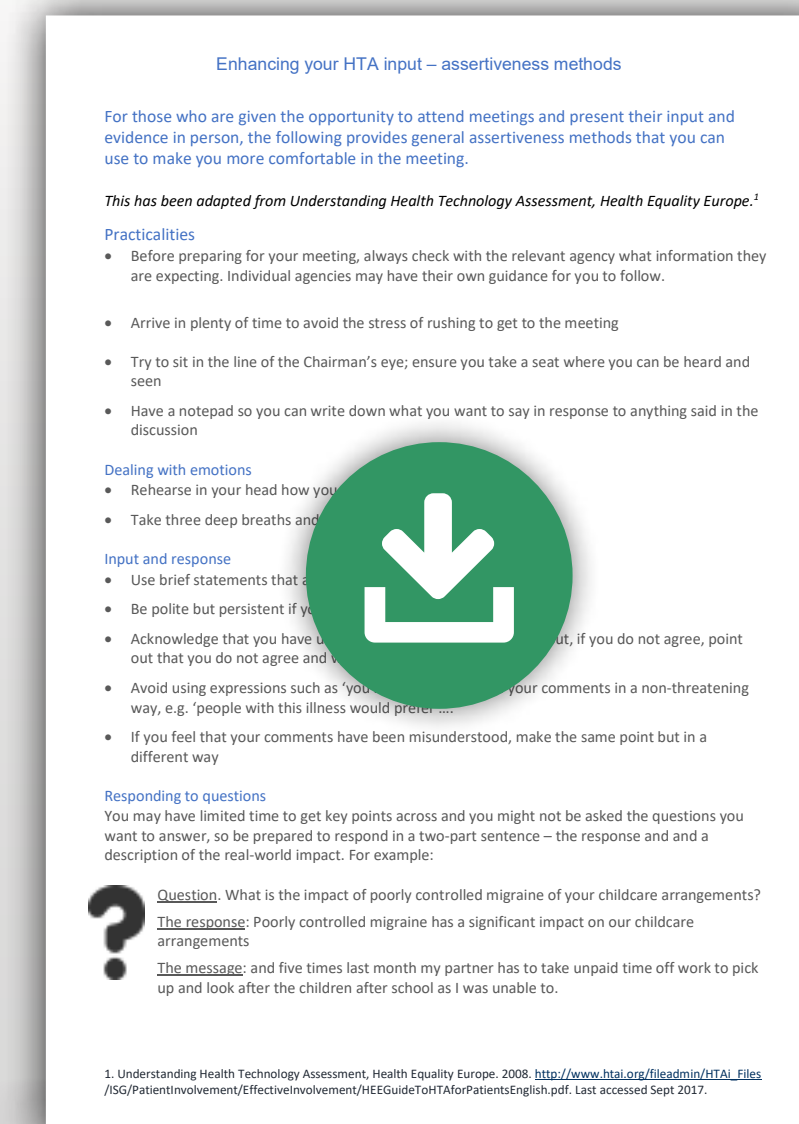 Enhancing your HTA input – assertiveness methods
For those who are given the opportunity to attend meetings and present their input and
evidence in person, the following provides general assertiveness methods that you can
use to make you more comfortable in the meeting.
This has been adapted from Understanding Health Technology Assessment, Health Equality Europe.1
Practicalities
• Before preparing for your meeting, always check with the relevant agency what information they
are expecting. Individual agencies may have their own guidance for you to follow.
• Arrive in plenty of time to avoid the stress of rushing to get to the meeting
• Try to sit in the line of the Chairman’s eye; ensure you take a seat where you can be heard and
seen
• Have a notepad so you can write down what you want to say in response to anything said in the
discussion
Dealing with emotions
• Rehearse in your head how you
• Take three deep breaths and
Input and response
• Use brief statements that
• Be polite but persistent if
• Acknowledge that you have if you do not agree, point
out that you do not agree and
• Avoid using expressions such as ‘you your comments in a non-threatening
way, e.g. ‘people with this illness would prefer ….
• If you feel that your comments have been misunderstood, make the same point but in a
different way
Responding to questions
You may have limited time to get key points across and you might not be asked the questions you
want to answer, so be prepared to respond in a two-part sentence – the response and and a
description of the real-world impact. For example:
Question. What is the impact of poorly controlled migraine of your childcare arrangements?
The response: Poorly controlled migraine has a significant impact on our childcare
arrangements
The message: and five times last month my partner has to take unpaid time off work to pick
up and look after the children after school as I was unable to.
1. Understanding Health Technology Assessment, Health Equality Europe. 2008. http://www.htai.org/fileadmin/HTAi_Files
/ISG/PatientInvolvement/EffectiveInvolvement/HEEGuideToHTAforPatientsEnglish.pdf. Last accessed Sept 2017.